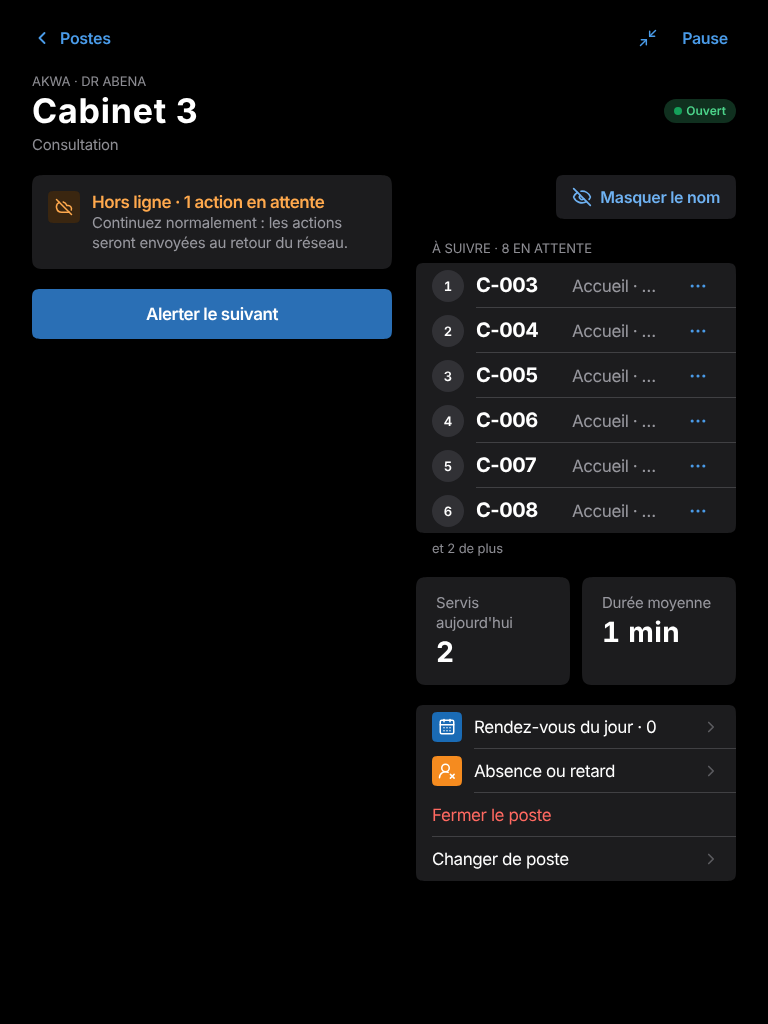 Postes
Pause
AKWA · DR ABENA
Cabinet 3
Ouvert
Consultation
Hors ligne · 1 action en attente
Continuez normalement : les actions
seront envoyées au retour du réseau.
Alerter le suivant
Masquer le nom
À SUIVRE · 8 EN ATTENTE
1 C-003 Accueil · ...
2 C-004 Accueil · ...
3 C-005 Accueil · ...
4 C-006 Accueil · ...
5 C-007 Accueil · ...
6 C-008 Accueil · ...
et 2 de plus
Servis
aujourd'hui
2
Durée moyenne
1 min
Rendez-vous du jour · 0
Absence ou retard
Fermer le poste
Changer de poste